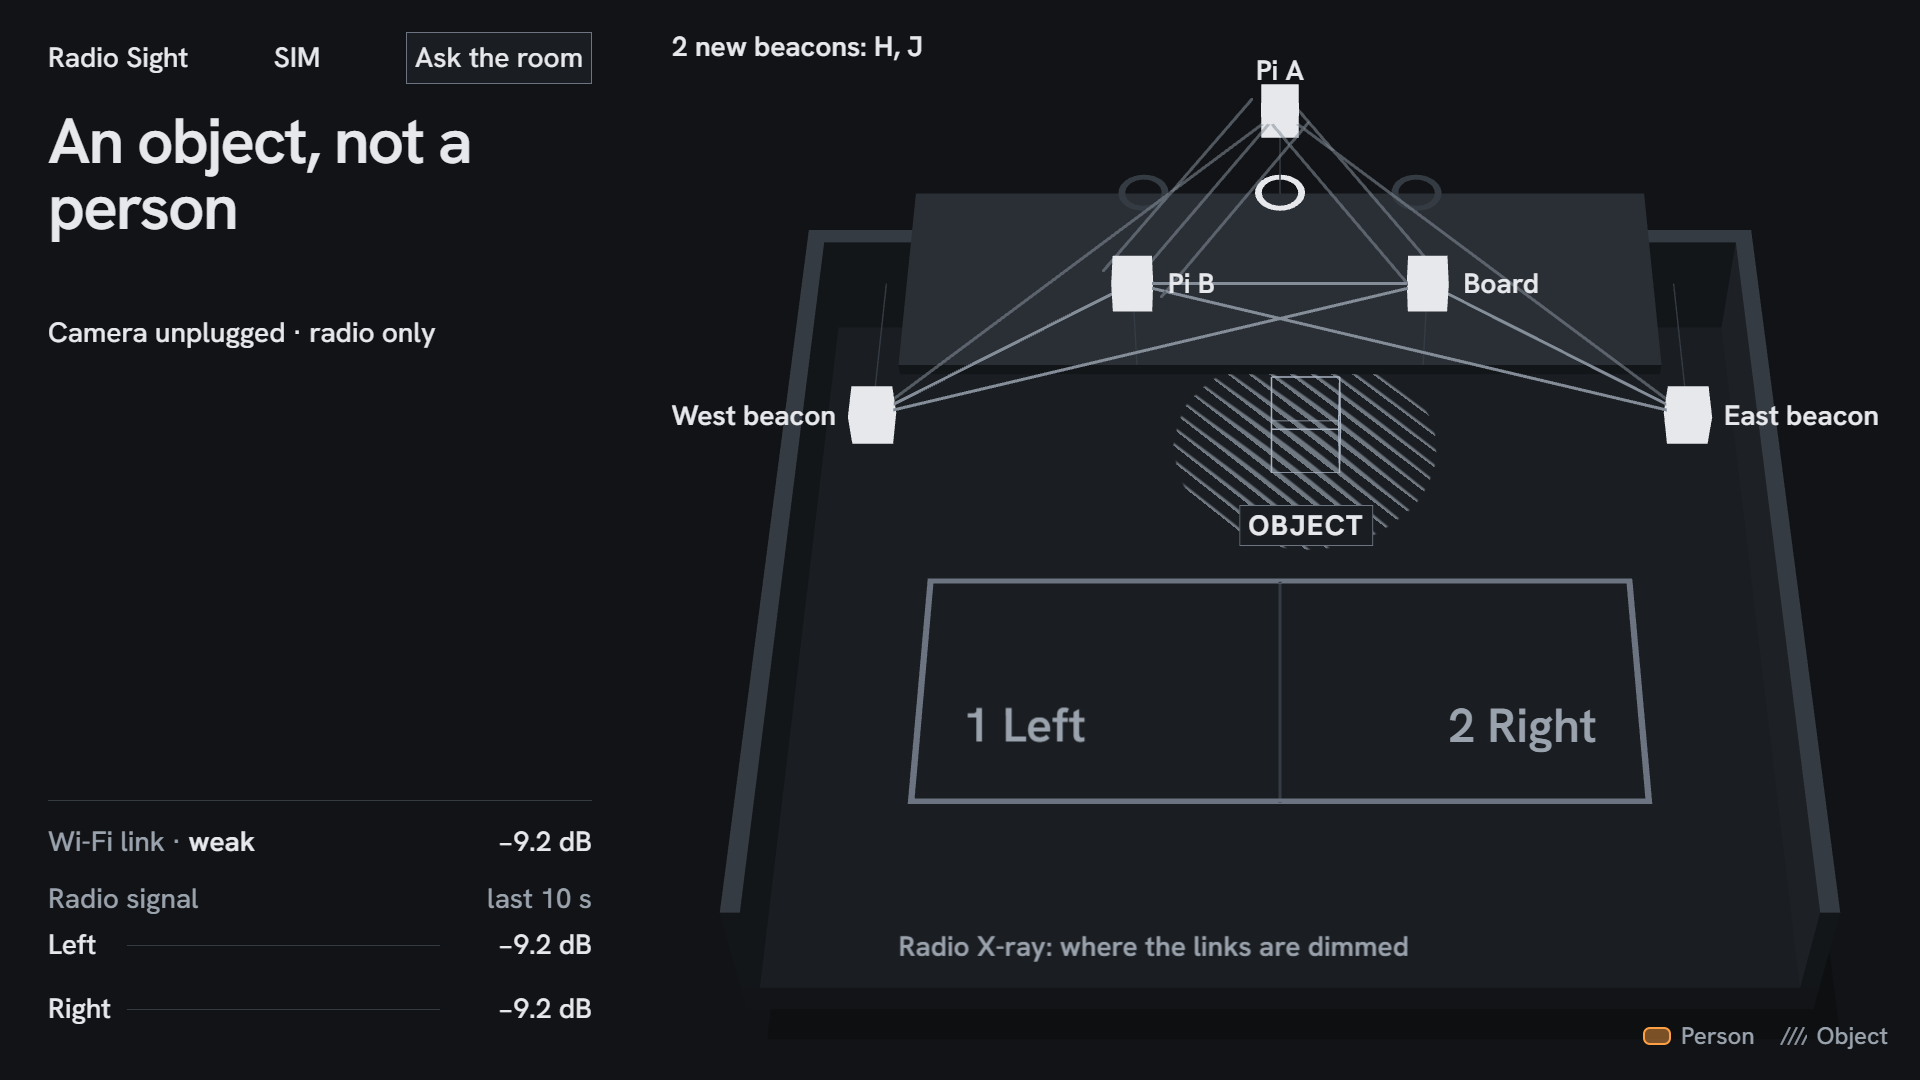 Radio Sight
SIM
Ask the room
An object, not a
person
Camera unplugged · radio only
Wi-Fi link · weak
−9.2 dB
Radio signal
last 10 s
Left
−9.2 dB
Right
−9.2 dB
2 new beacons: H, J
Pi A
Pi B
Board
West beacon
East beacon
OBJECT
1 Left
2 Right
Radio X-ray: where the links are dimmed
Person
Object